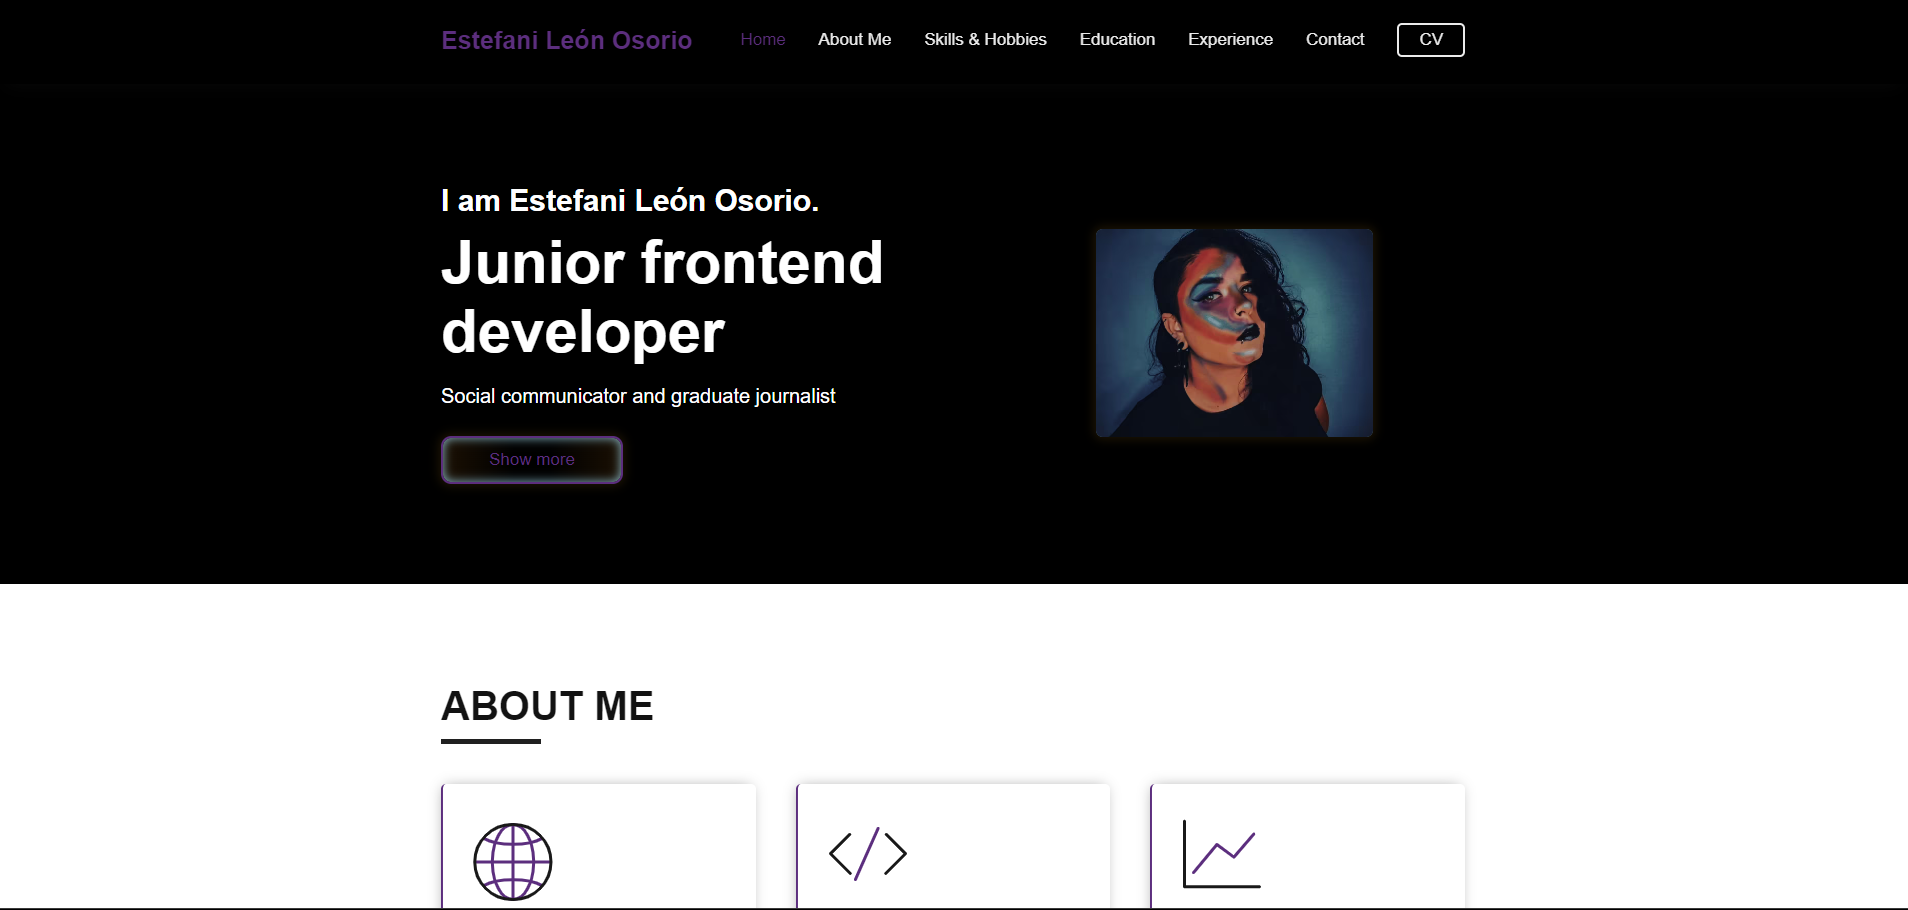 Estefani León Osorio
Home
About Me
Skills & Hobbies
Education
Experience
Contact
CV
I am Estefani León Osorio.
Junior frontend
developer
Social communicator and graduate journalist
Show more
ABOUT ME